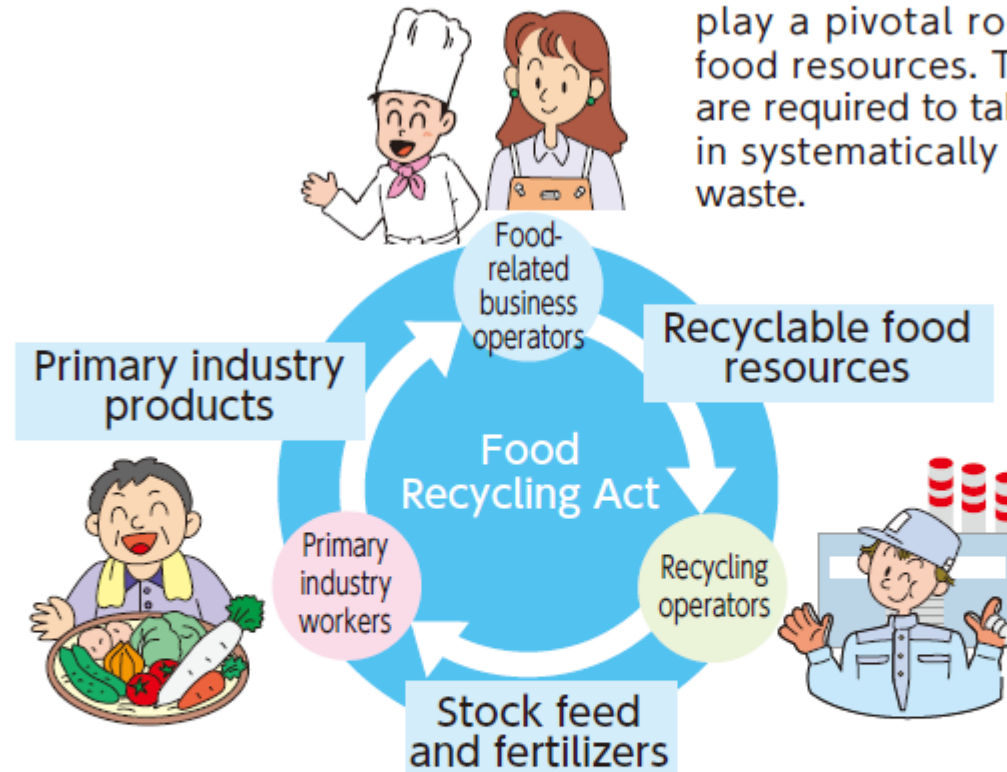 play a pivotal ro
food resources. T
are required to tal
in systematically
waste.
Food-
related
business
operators
Recyclable food
resources
Primary industry
products
Food
Recycling Act
Primary
industry
workers
Recycling
operators
Stock feed
and fertilizers